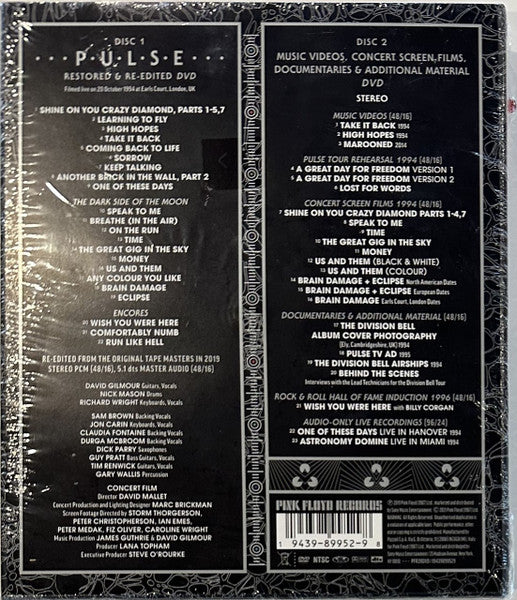 DISC 1
P·U·L·S·E
RESTORED & RE-EDITED DVD
Filmed live on 20 October 1994 at Earls Court, London, UK
1 SHINE ON YOU CRAZY DIAMOND, PARTS 1-5,7
2 LEARNING TO FLY
3 HIGH HOPES
4 TAKE IT BACK
5 COMING BACK TO LIFE
6 SORROW
7 KEEP TALKING
8 ANOTHER BRICK IN THE WALL, PART 2
9 ONE OF THESE DAYS
THE DARK SIDE OF THE MOON
10 SPEAK TO ME
11 BREATHE (IN THE AIR)
12 ON THE RUN
13 TIME
14 THE GREAT GIG IN THE SKY
15 MONEY
16 US AND THEM
17 ANY COLOUR YOU LIKE
18 BRAIN DAMAGE
19 ECLIPSE
ENCORES
20 WISH YOU WERE HERE
21 COMFORTABLY NUMB
22 RUN LIKE HELL
RE-EDITED FROM THE ORIGINAL TAPE MASTERS IN 2019
STEREO PCM (48/16), 5.1 dts MASTER AUDIO (48/16)
DAVID GILMOUR Guitars, Vocals
NICK MASON Drums
RICHARD WRIGHT Keyboards, Vocals
SAM BROWN Backing Vocals
JON CARIN Keyboards, Vocals
CLAUDIA FONTAINE Backing Vocals
DURGA MCBROOM Backing Vocals
DICK PARRY Saxophones
GUY PRATT Bass Guitars, Vocals
TIM RENWICK Guitars, Vocals
GARY WALLIS Percussion
CONCERT FILM
Director DAVID MALLET
Concert Production and Lighting Designer MARC BRICKMAN
Screen Footage Directed by STORM THORGERSON,
PETER CHRISTOPHERSON, IAN EMES,
PETER MEDAK, FIZ OLIVER, CAROLINE WRIGHT
Music Production JAMES GUTHRIE & DAVID GILMOUR
Producer LANA TOPHAM
Executive Producer STEVE O'ROURKE
DISC 2
MUSIC VIDEOS, CONCERT SCREEN FILMS,
DOCUMENTARIES & ADDITIONAL MATERIAL
DVD
STEREO
MUSIC VIDEOS (48/16)
1 TAKE IT BACK 1994
2 HIGH HOPES 1994
3 MAROONED 2014
PULSE TOUR REHEARSAL 1994 (48/16)
4 A GREAT DAY FOR FREEDOM VERSION 1
5 A GREAT DAY FOR FREEDOM VERSION 2
6 LOST FOR WORDS
CONCERT SCREEN FILMS 1994 (48/16)
7 SHINE ON YOU CRAZY DIAMOND PARTS 1-4,7
8 SPEAK TO ME
9 TIME
10 THE GREAT GIG IN THE SKY
11 MONEY
12 US AND THEM (BLACK & WHITE)
13 US AND THEM (COLOUR)
14 BRAIN DAMAGE + ECLIPSE North American Dates
15 BRAIN DAMAGE + ECLIPSE European Dates
16 BRAIN DAMAGE Earls Court, London Dates
DOCUMENTARIES & ADDITIONAL MATERIAL (48/16)
17 THE DIVISION BELL
ALBUM COVER PHOTOGRAPHY
(Ely, Cambridgeshire, UK) 1994
18 PULSE TV AD 1995
19 THE DIVISION BELL AIRSHIPS 1994
20 BEHIND THE SCENES
Interviews with the Lead Technicians for the Division Bell Tour
ROCK & ROLL HALL OF FAME INDUCTION 1996 (48/16)
21 WISH YOU WERE HERE with BILLY CORGAN
AUDIO-ONLY LIVE RECORDINGS (96/24)
22 ONE OF THESE DAYS LIVE IN HANOVER 1994
23 ASTRONOMY DOMINE LIVE IN MIAMI 1994
PINK FLOYD RECORDS
1 9439-89952-9 8
DVD NTSC